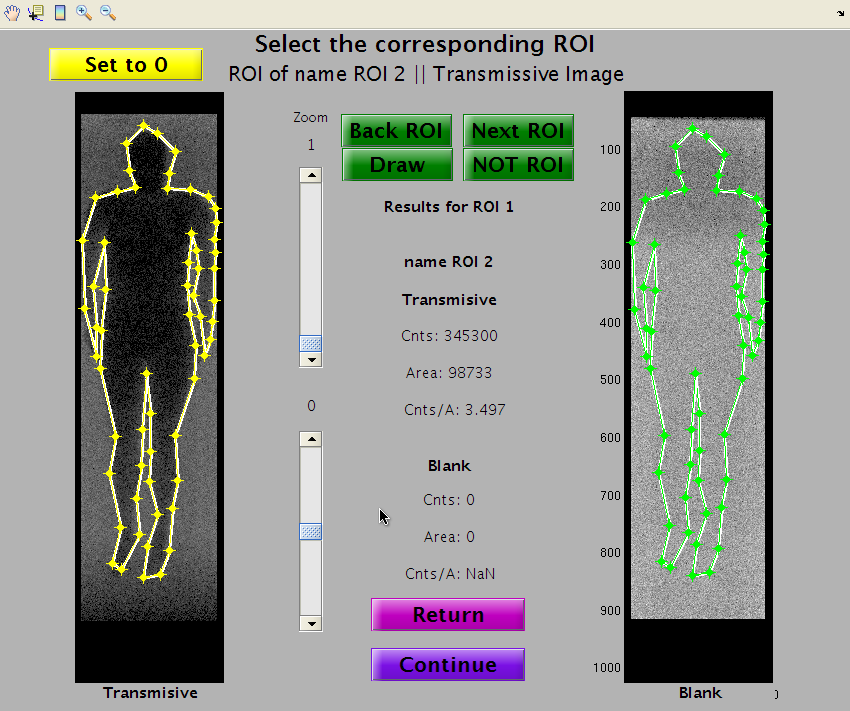 Select the corresponding ROI
Set to 0
ROI of name ROI 2 || Transmissive Image
Zoom
1
Back ROI
Next ROI
Draw
NOT ROI
Results for ROI 1
name ROI 2
Transmisive
Cnts: 345300
Area: 98733
Cnts/A: 3.497
0
Blank
Cnts: 0
Area: 0
Cnts/A: NaN
Return
Continue
100
200
300
400
500
600
700
800
900
1000
Transmisive
Blank